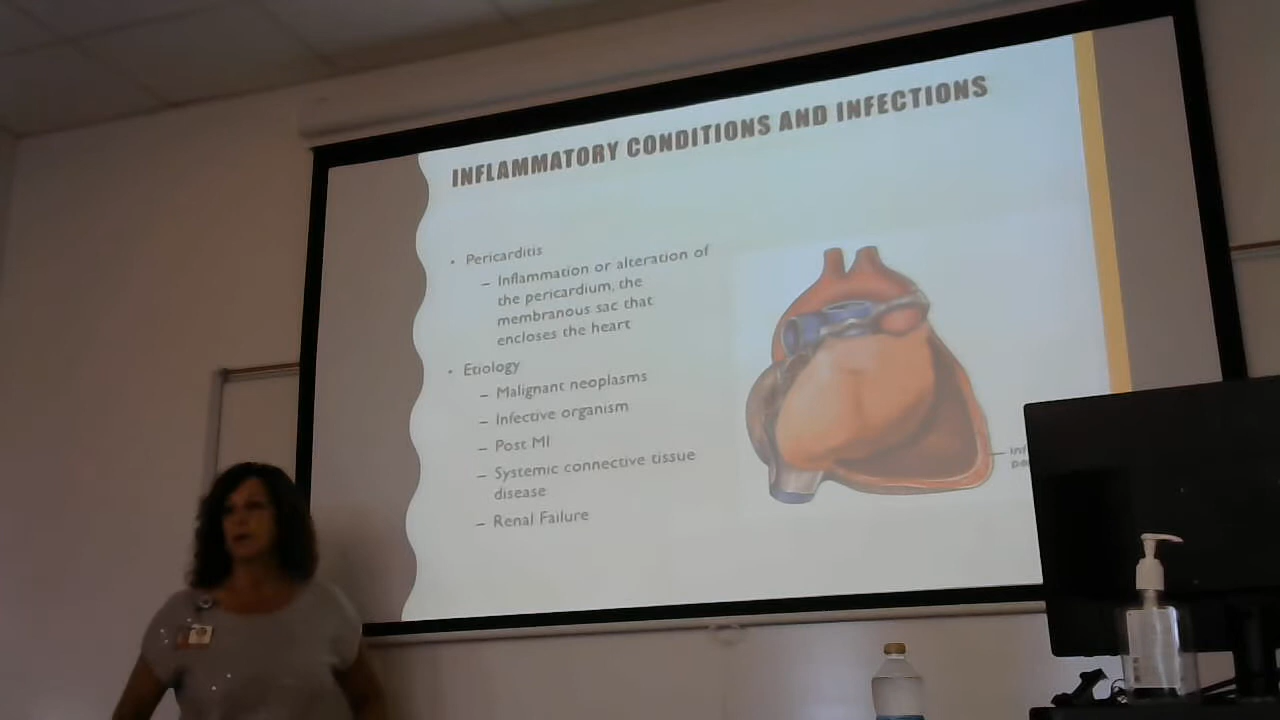 INFLAMMATORY CONDITIONS AND INFECTIONS
• Pericarditis
– Inflammation or alteration of
the pericardium, the
membranous sac that
encloses the heart
• Etiology
– Malignant neoplasms
– Infective organism
– Post MI
– Systemic connective tissue
disease
– Renal Failure